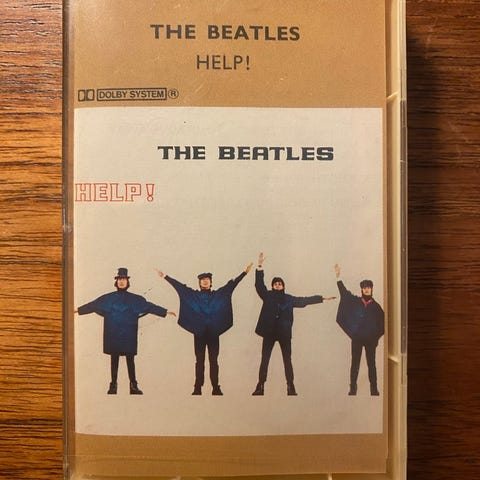 THE BEATLES
HELP!
DOLBY SYSTEM ®
THE BEATLES
HELP!